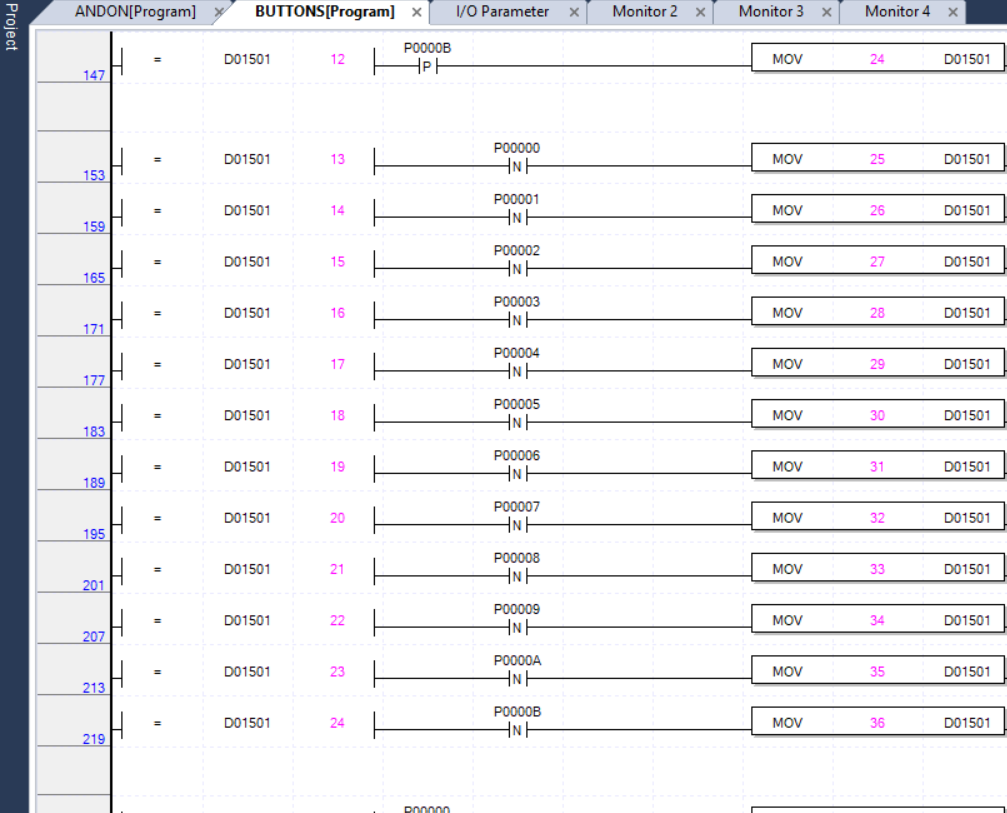 Project
ANDON[Program] × BUTTONS[Program] × I/O Parameter × Monitor 2 × Monitor 3 × Monitor 4 ×
P0000B
147 = D01501 12 P MOV 24 D01501
P00000
153 = D01501 13 N MOV 25 D01501
P00001
159 = D01501 14 N MOV 26 D01501
P00002
165 = D01501 15 N MOV 27 D01501
P00003
171 = D01501 16 N MOV 28 D01501
P00004
177 = D01501 17 N MOV 29 D01501
P00005
183 = D01501 18 N MOV 30 D01501
P00006
189 = D01501 19 N MOV 31 D01501
P00007
195 = D01501 20 N MOV 32 D01501
P00008
201 = D01501 21 N MOV 33 D01501
P00009
207 = D01501 22 N MOV 34 D01501
P0000A
213 = D01501 23 N MOV 35 D01501
P0000B
219 = D01501 24 N MOV 36 D01501
P00000